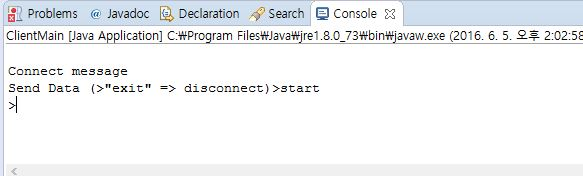 Problems @ Javadoc Declaration Search Console
ClientMain [Java Application] C:₩Program Files₩Java₩jre1.8.0_73₩bin₩javaw.exe (2016. 6. 5. 오후 2:02:58
Connect message
Send Data (>"exit" => disconnect)>start
>